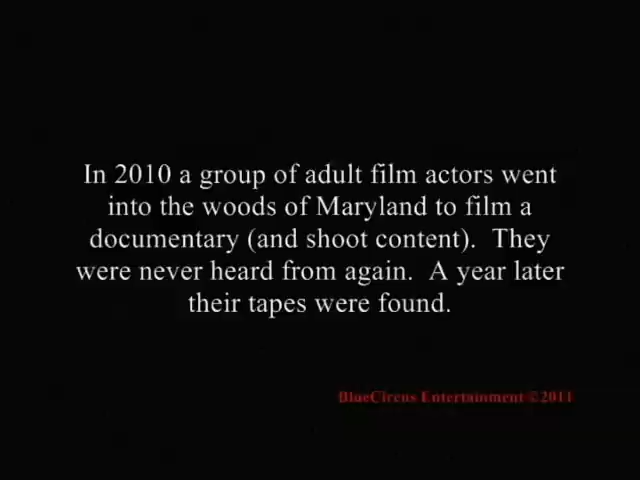 In 2010 a group of adult film actors went
into the woods of Maryland to film a
documentary (and shoot content).  They
were never heard from again.  A year later
their tapes were found.
BlueCircus Entertainment ©2011